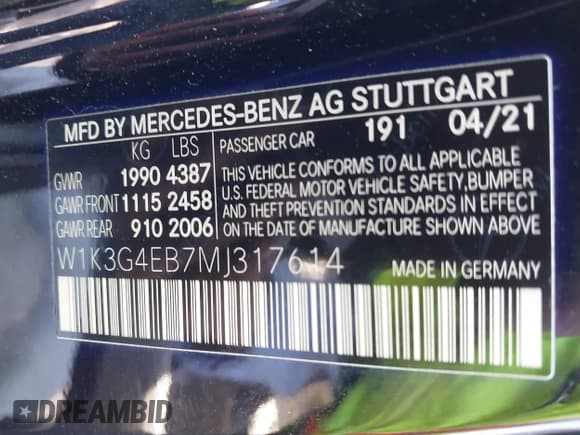 MFD BY MERCEDES-BENZ AG STUTTGART
KG LBS PASSENGER CAR 191 04/21
GVWR 1990 4387
GAWR FRONT 1115 2458
GAWR REAR 910 2006
THIS VEHICLE CONFORMS TO ALL APPLICABLE
U.S. FEDERAL MOTOR VEHICLE SAFETY, BUMPER
AND THEFT PREVENTION STANDARDS IN EFFECT
ON THE DATE OF MANUFACTURE SHOWN ABOVE
W1K3G4EB7MJ317614 MADE IN GERMANY
DREAMBID